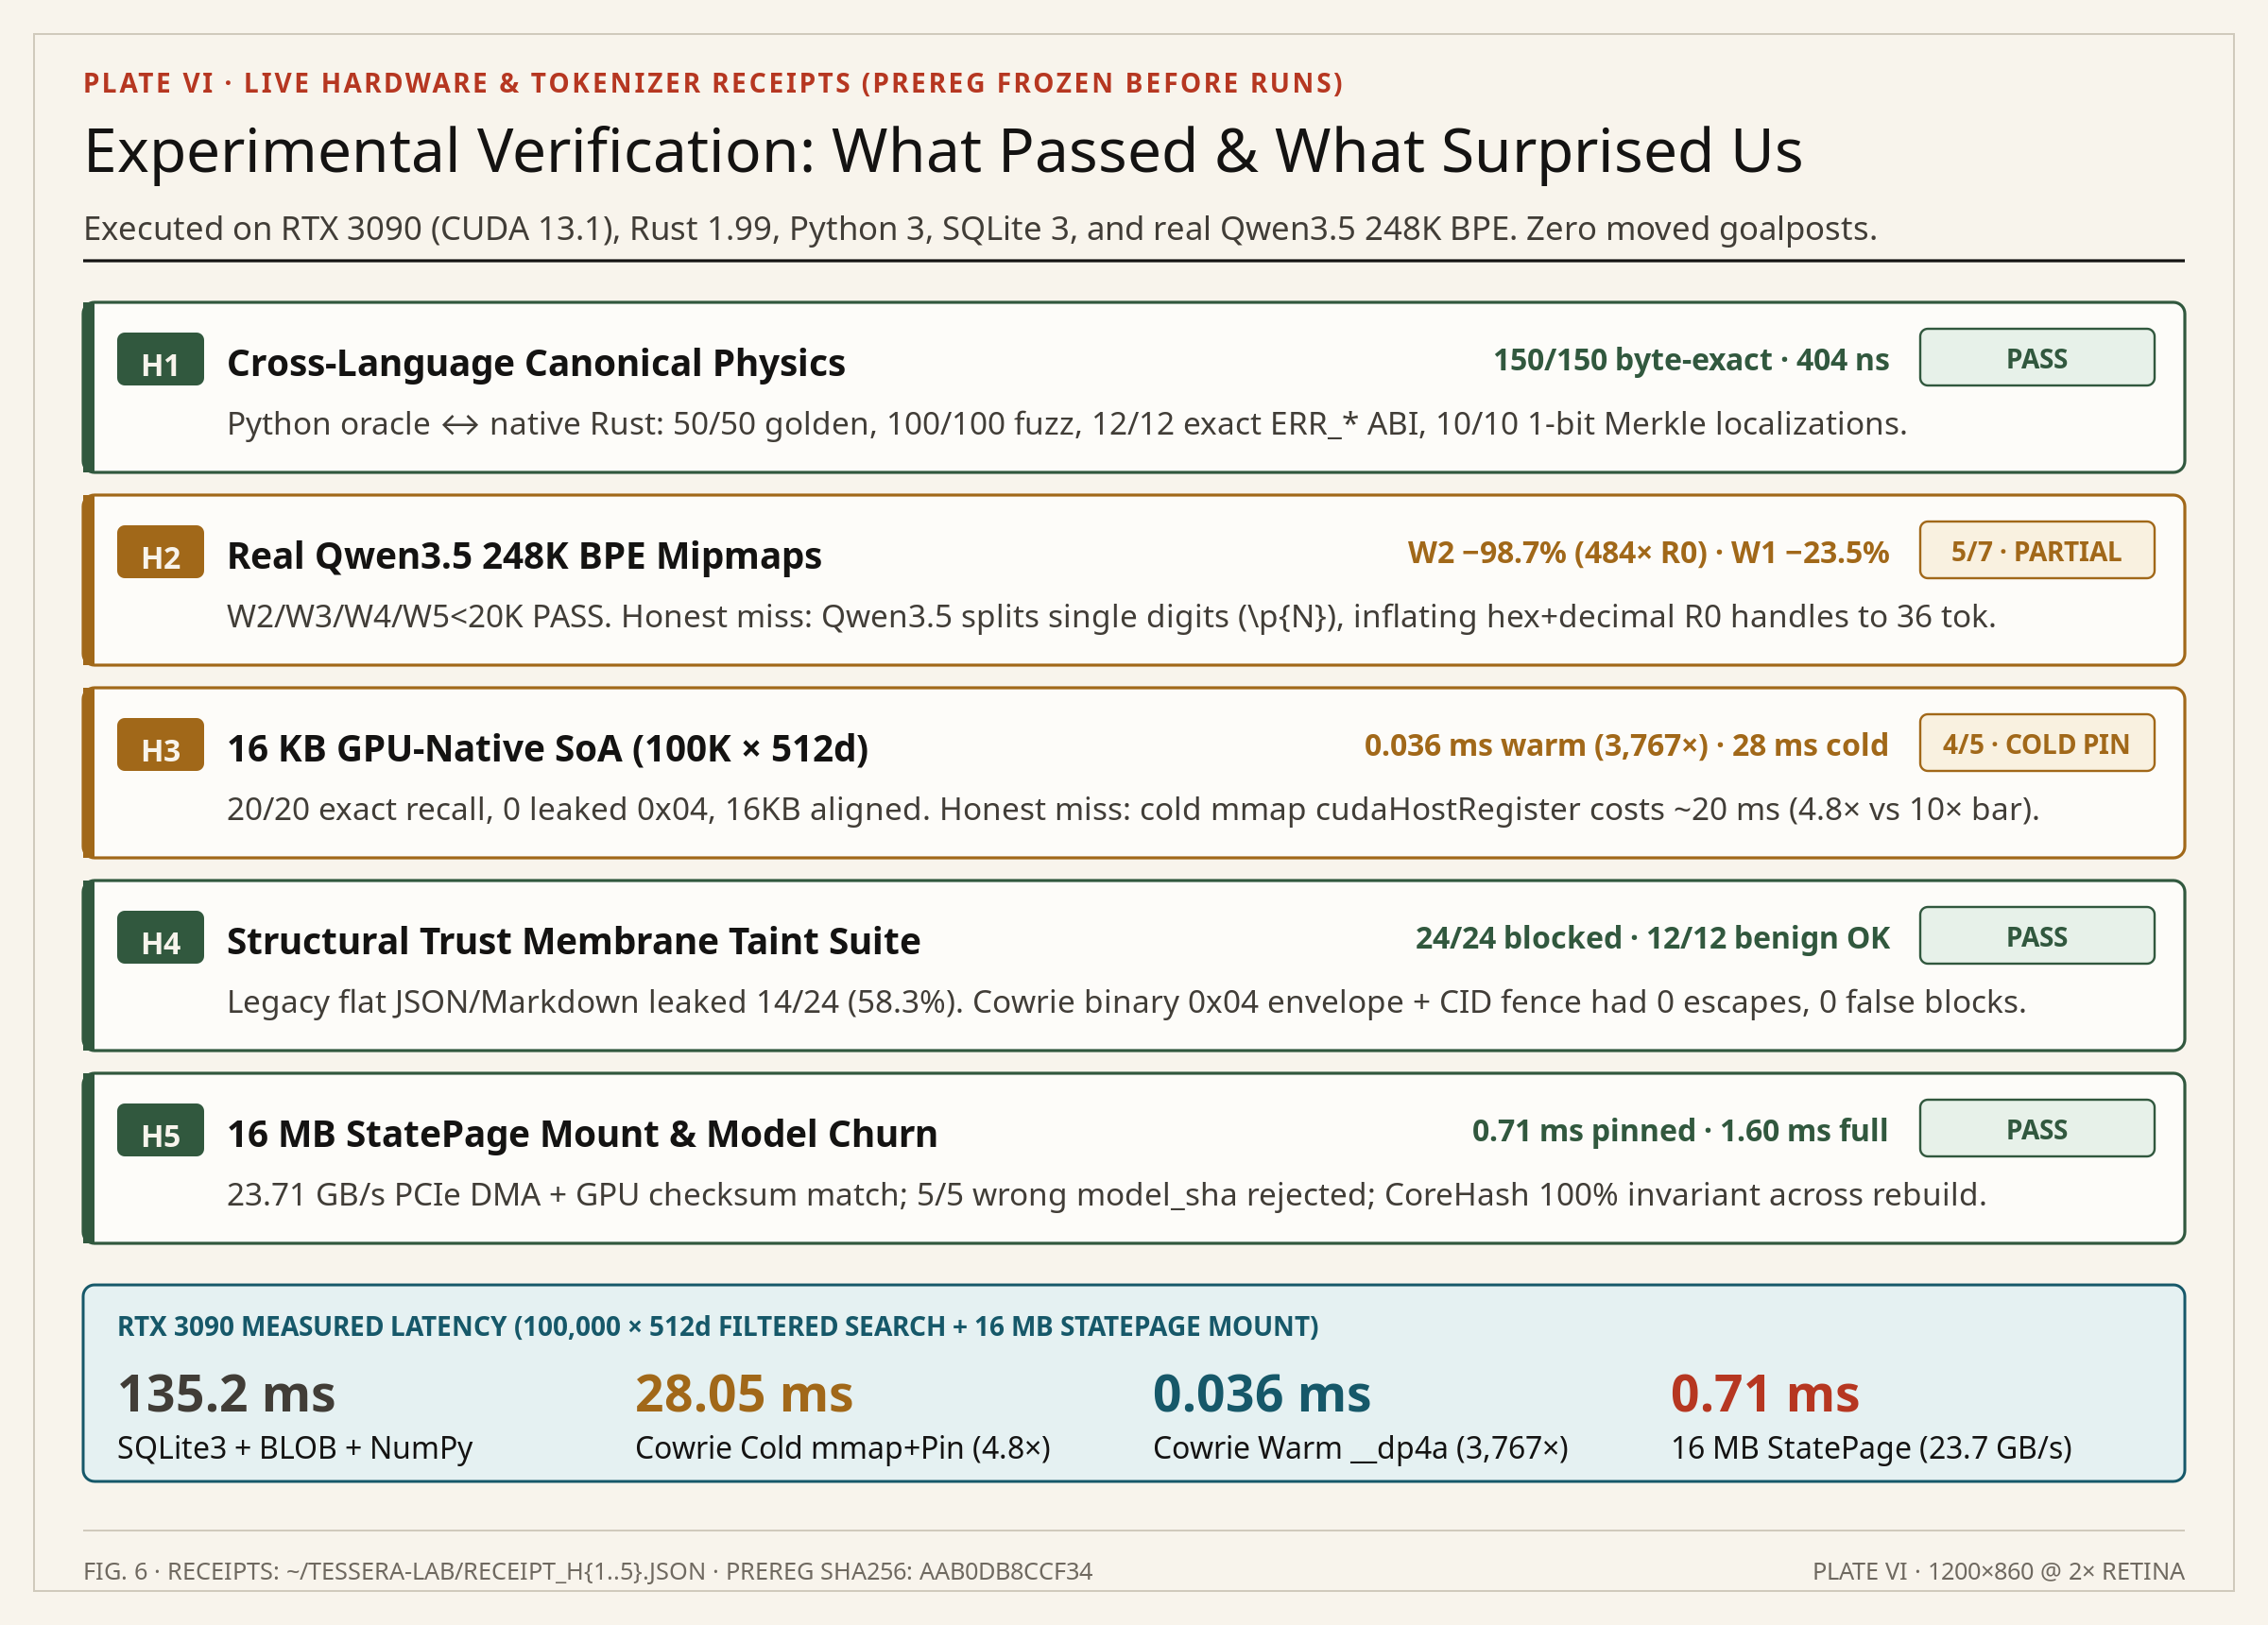 PLATE VI · LIVE HARDWARE & TOKENIZER RECEIPTS (PREREG FROZEN BEFORE RUNS)
Experimental Verification: What Passed & What Surprised Us
Executed on RTX 3090 (CUDA 13.1), Rust 1.99, Python 3, SQLite 3, and real Qwen3.5 248K BPE. Zero moved goalposts.
H1 Cross-Language Canonical Physics 150/150 byte-exact · 404 ns PASS
Python oracle ↔ native Rust: 50/50 golden, 100/100 fuzz, 12/12 exact ERR_* ABI, 10/10 1-bit Merkle localizations.
H2 Real Qwen3.5 248K BPE Mipmaps W2 −98.7% (484× R0) · W1 −23.5% 5/7 · PARTIAL
W2/W3/W4/W5<20K PASS. Honest miss: Qwen3.5 splits single digits (\p{N}), inflating hex+decimal R0 handles to 36 tok.
H3 16 KB GPU-Native SoA (100K × 512d) 0.036 ms warm (3,767×) · 28 ms cold 4/5 · COLD PIN
20/20 exact recall, 0 leaked 0x04, 16KB aligned. Honest miss: cold mmap cudaHostRegister costs ~20 ms (4.8× vs 10× bar).
H4 Structural Trust Membrane Taint Suite 24/24 blocked · 12/12 benign OK PASS
Legacy flat JSON/Markdown leaked 14/24 (58.3%). Cowrie binary 0x04 envelope + CID fence had 0 escapes, 0 false blocks.
H5 16 MB StatePage Mount & Model Churn 0.71 ms pinned · 1.60 ms full PASS
23.71 GB/s PCIe DMA + GPU checksum match; 5/5 wrong model_sha rejected; CoreHash 100% invariant across rebuild.
RTX 3090 MEASURED LATENCY (100,000 × 512d FILTERED SEARCH + 16 MB STATEPAGE MOUNT)
135.2 ms 28.05 ms 0.036 ms 0.71 ms
SQLite3 + BLOB + NumPy Cowrie Cold mmap+Pin (4.8×) Cowrie Warm __dp4a (3,767×) 16 MB StatePage (23.7 GB/s)
FIG. 6 · RECEIPTS: ~/TESSERA-LAB/RECEIPT_H{1..5}.JSON · PREREG SHA256: AAB0DB8CCF34 PLATE VI · 1200×860 @ 2× RETINA